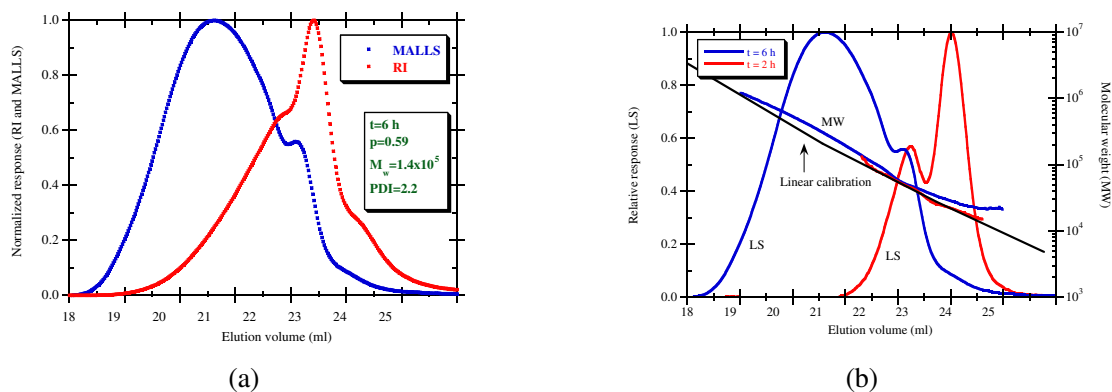 Normalized response (RI and MALLS)
1.0
0.8
0.6
0.4
0.2
0.0
MALLS
RI
t=6 h
p=0.59
M_w=1.4x10^5
PDI=2.2
18 19 20 21 22 23 24 25
Elution volume (ml)
(a)
Relative response (LS)
1.0
0.8
0.6
0.4
0.2
0.0
t = 6 h
t = 2 h
MW
Linear calibration
LS
LS
10^7
10^6
10^5
10^4
10^3
Molecular weight (MW)
18 19 20 21 22 23 24 25
Elution volume (ml)
(b)